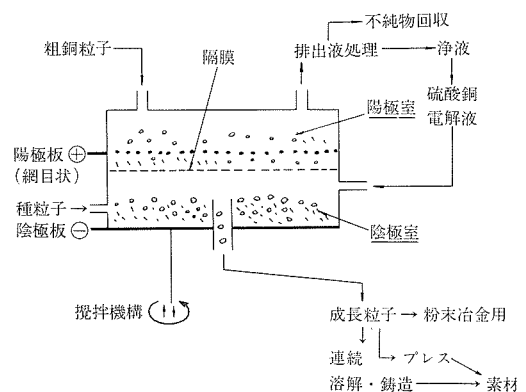 不純物回収
粗銅粒子
隔膜
排出液処理
浄液
硫酸銅
電解液
陽極室
陽極板 ⊕
(網目状)
種粒子
陰極板 ⊖
陰極室
攪拌機構
成長粒子
粉末冶金用
連続
プレス
溶解・鋳造
素材